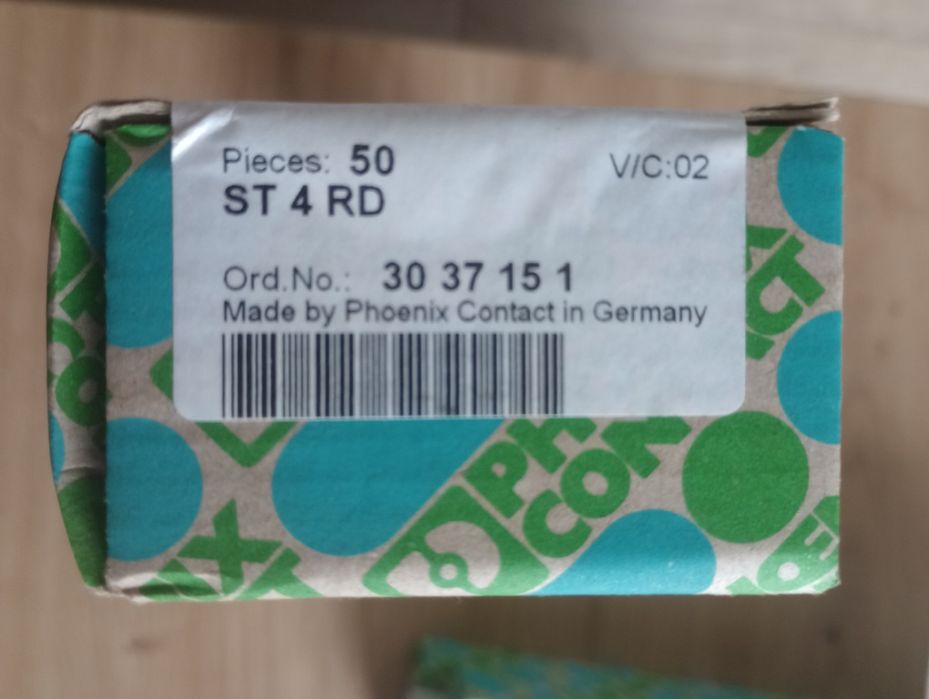 Pieces: 50
V/C:02
ST 4 RD
Ord.No.: 30 37 15 1
Made by Phoenix Contact in Germany